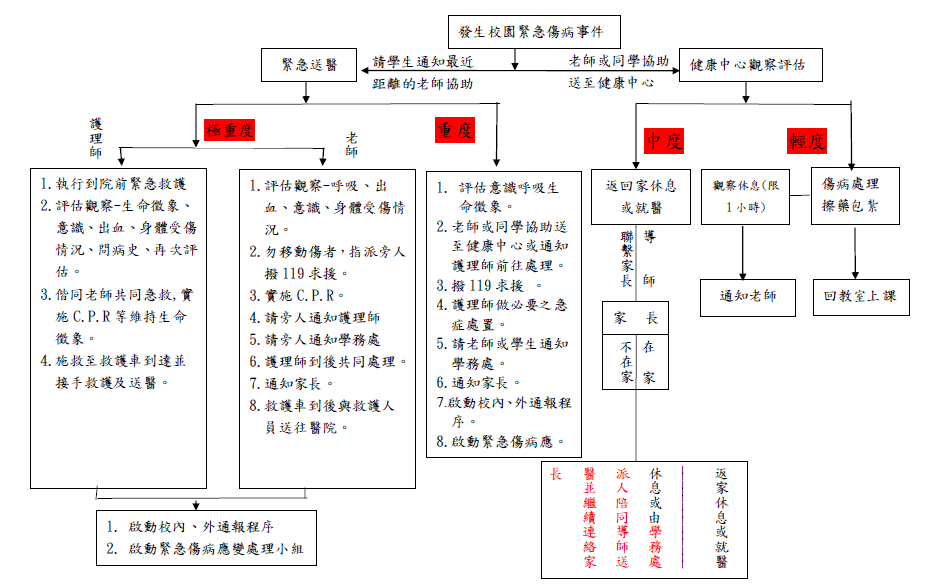 發生校園緊急傷病事件
緊急送醫
請學生通知最近
距離的老師協助
老師或同學協助
送至健康中心
健康中心觀察評估
護理師
極重度
老師
重度
中度
輕度
1.執行到院前緊急救護
2.評估觀察-生命徵象、
意識、出血、身體受傷
情況、問病史、再次評
估。
3.偕同老師共同急救,實
施C.P.R等維持生命
徵象。
4.施救至救護車到達並
接手救護及送醫。
1.評估觀察-呼吸、出
血、意識、身體受傷情
況。
2.勿移動傷者,指派旁人
撥119求援。
3.實施C.P.R。
4.請旁人通知護理師
5.請旁人通知學務處
6.護理師到後共同處理。
7.通知家長。
8.救護車到後與救護人
員送往醫院。
1. 評估意識呼吸生
命徵象。
2.老師或同學協助送
至健康中心或通知
護理師前往處理。
3.撥119求援 。
4.護理師做必要之急
症處置。
5.請老師或學生通知
學務處。
6.通知家長。
7.啟動校內、外通報程
序。
8.啟動緊急傷病應。
返回家休息
或就醫
觀察休息(限
1小時)
傷病處理
擦藥包紮
導師
聯繫家長
通知老師
回教室上課
家 長
在家
不在家
返家休息或就醫
休息或由學務處
派人陪同導師送
醫並繼續連絡家
長
1. 啟動校內、外通報程序
2. 啟動緊急傷病應變處理小組